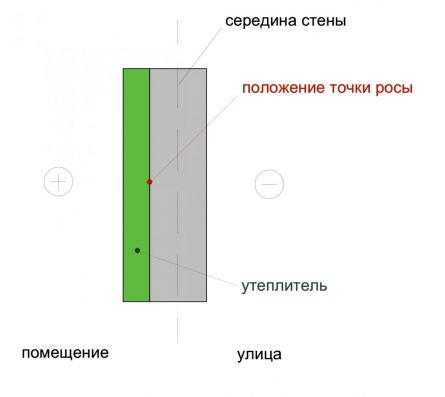 середина стены
положение точки росы
утеплитель
помещение
улица